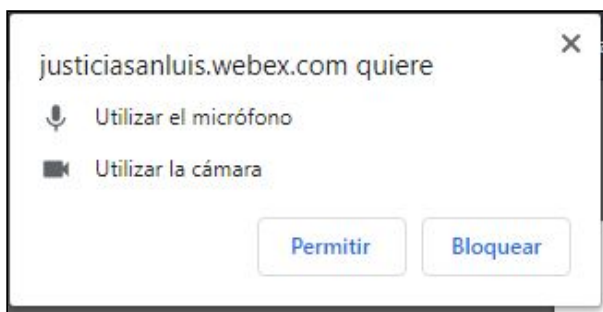 justiciasanluis.webex.com quiere
Utilizar el micrófono
Utilizar la cámara
Permitir Bloquear